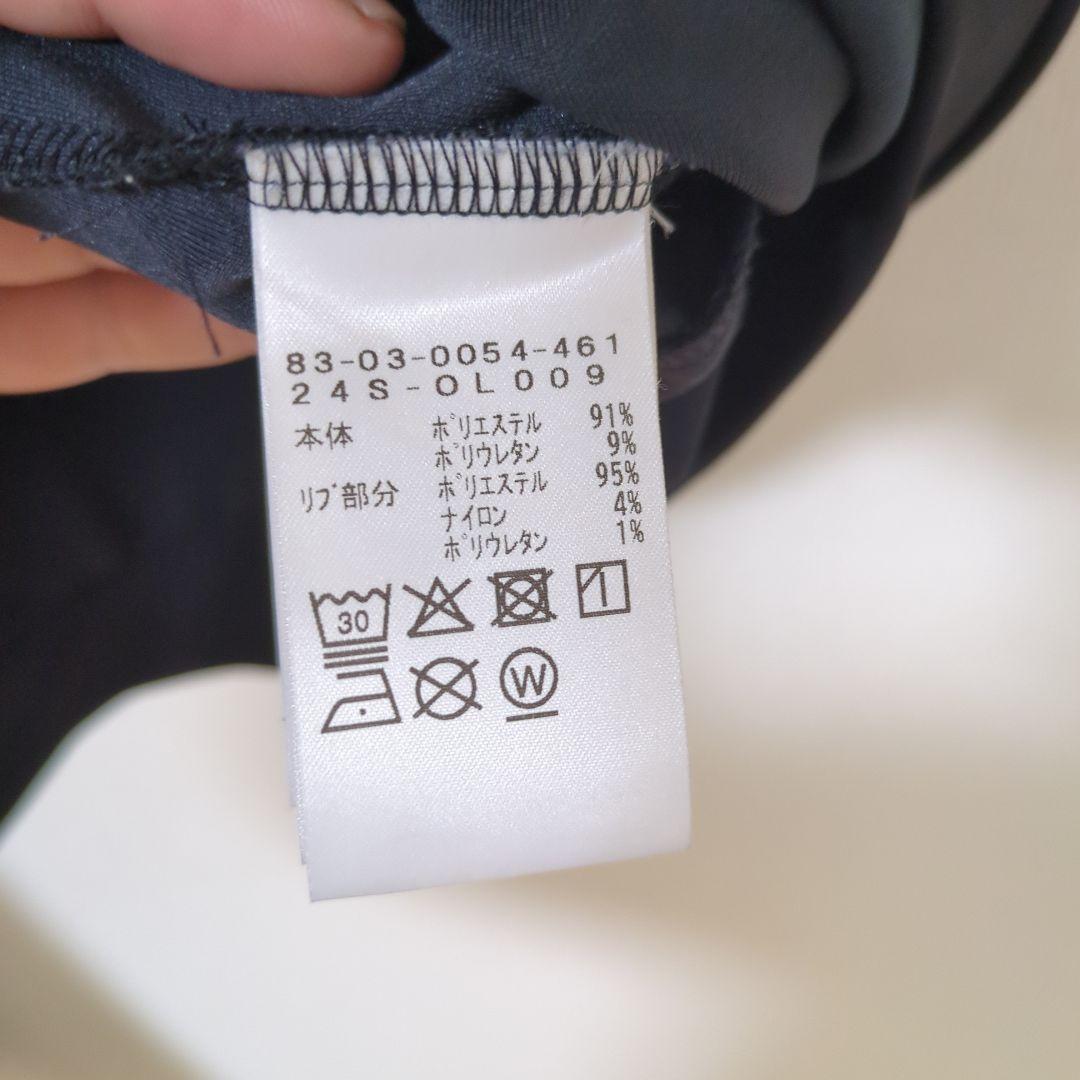 83-03-0054-461
24S-OL009
本体 ﾎﾟﾘｴｽﾃﾙ 91%
ﾎﾟﾘｳﾚﾀﾝ 9%
ﾘﾌﾞ部分 ﾎﾟﾘｴｽﾃﾙ 95%
ﾅｲﾛﾝ 4%
ﾎﾟﾘｳﾚﾀﾝ 1%
30
W